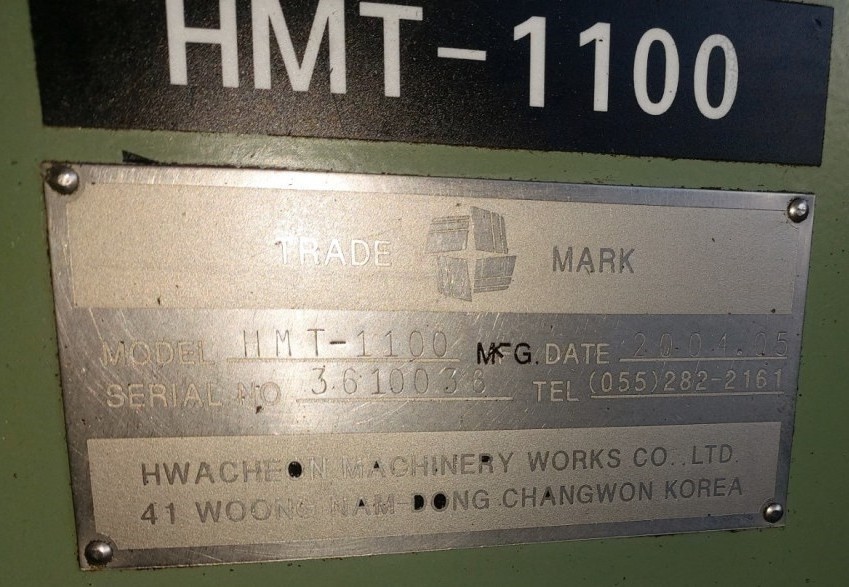 HMT-1100
TRADE MARK
MODEL HMT-1100 MFG. DATE 2004.05
SERIAL NO 3610036 TEL (055)282-2161
HWACHEON MACHINERY WORKS CO.,LTD.
41 WOONG NAM-DONG CHANGWON KOREA